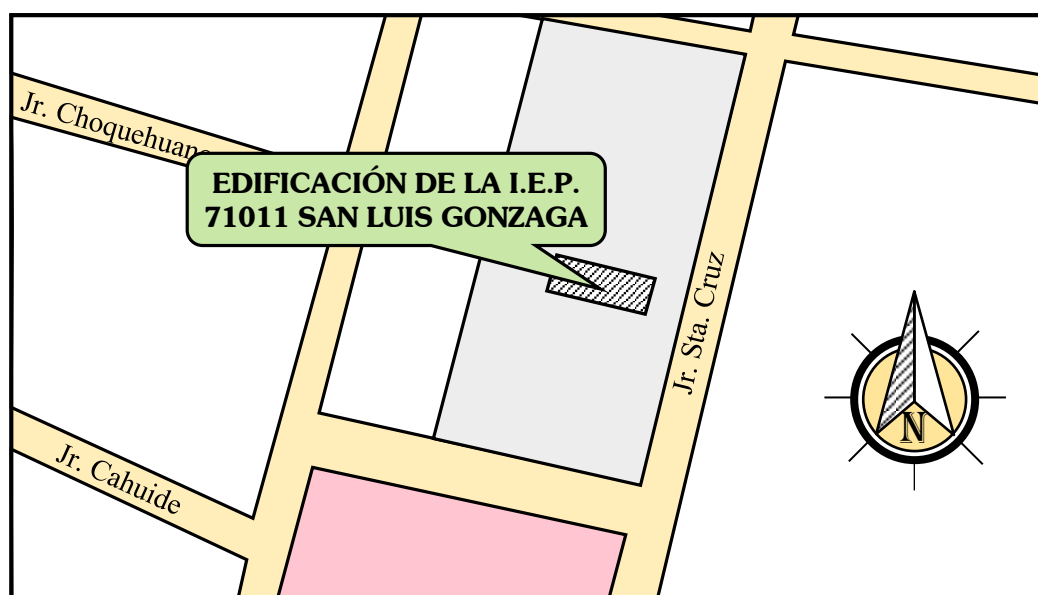 Jr. Choquehuanc
EDIFICACIÓN DE LA I.E.P.
71011 SAN LUIS GONZAGA
Jr. Sta. Cruz
Jr. Cahuide
N